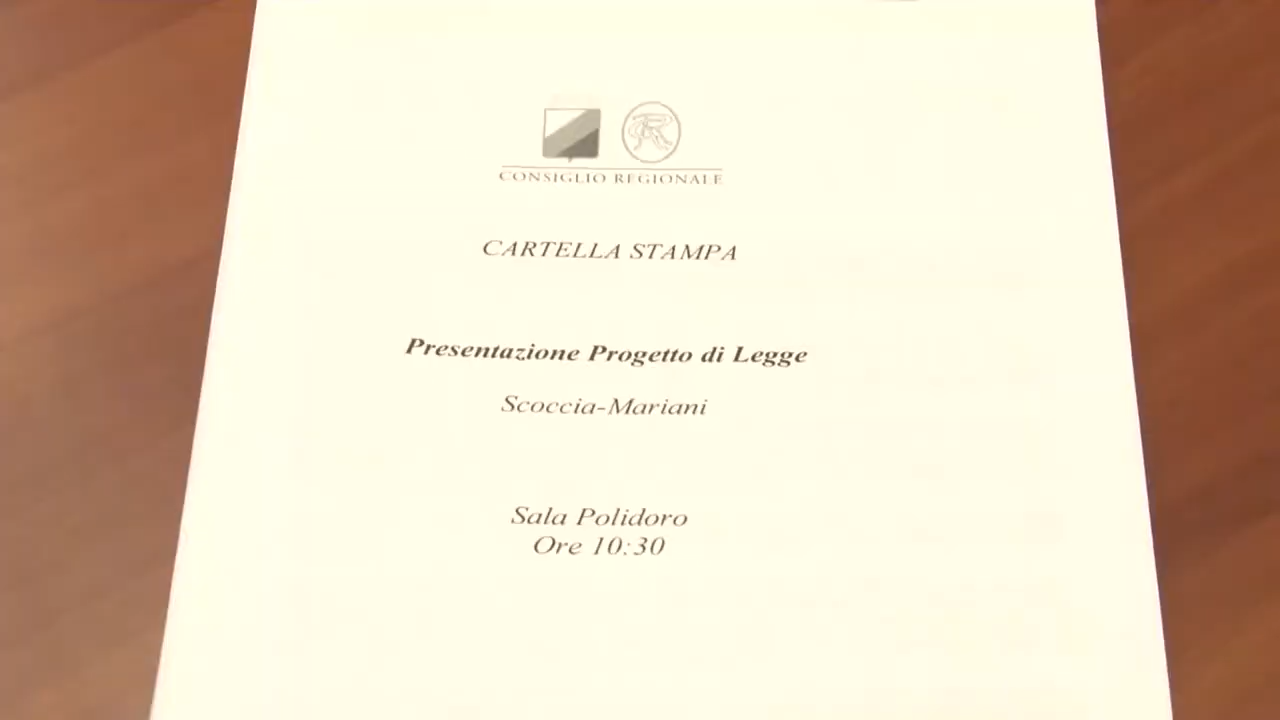 CONSIGLIO REGIONALE
CARTELLA STAMPA
Presentazione Progetto di Legge
Scoccia-Mariani
Sala Polidoro
Ore 10:30